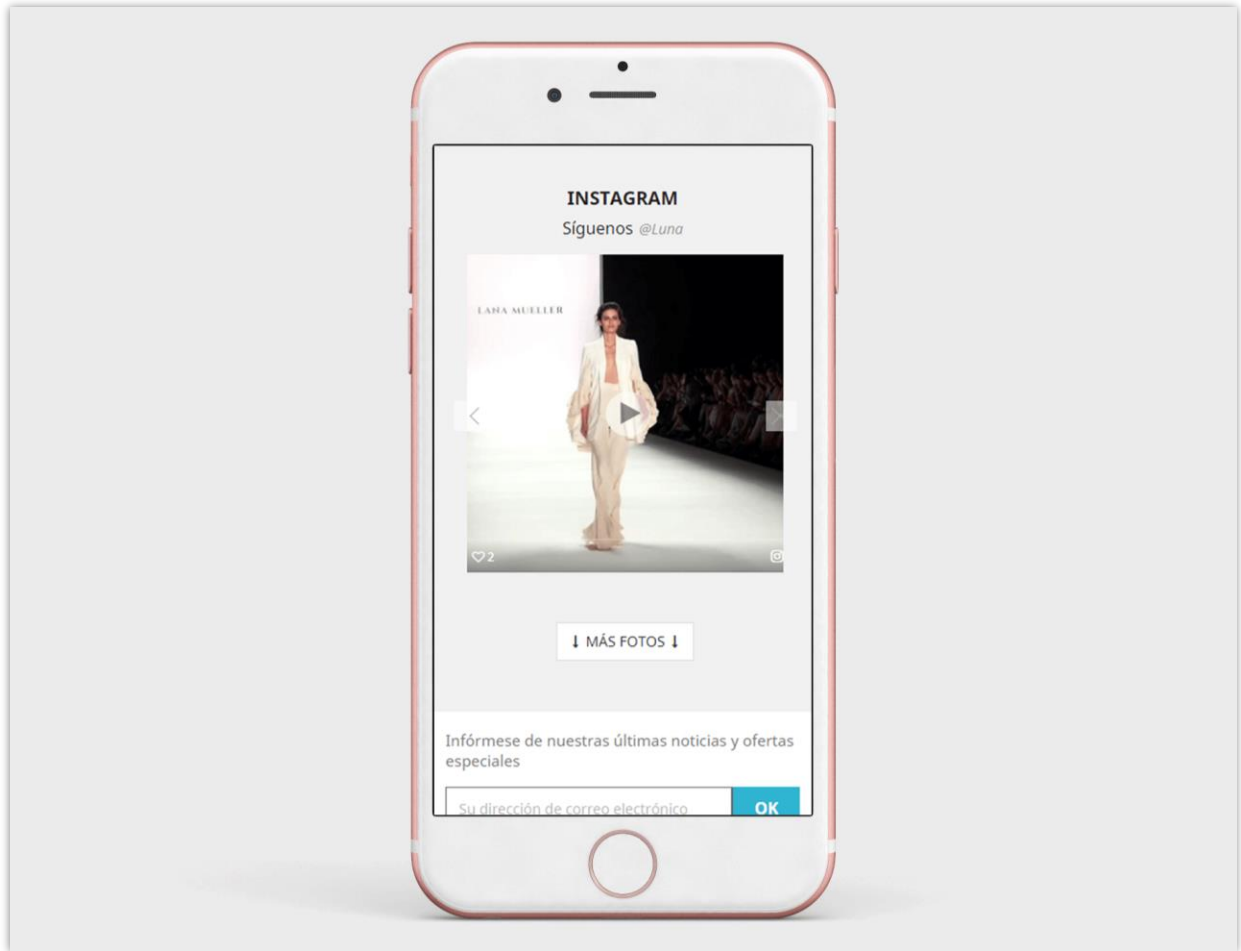 INSTAGRAM
Síguenos @Luna
LANA MUELLER
2
↓ MÁS FOTOS ↓
Infórmese de nuestras últimas noticias y ofertas
especiales
Su dirección de correo electrónico OK